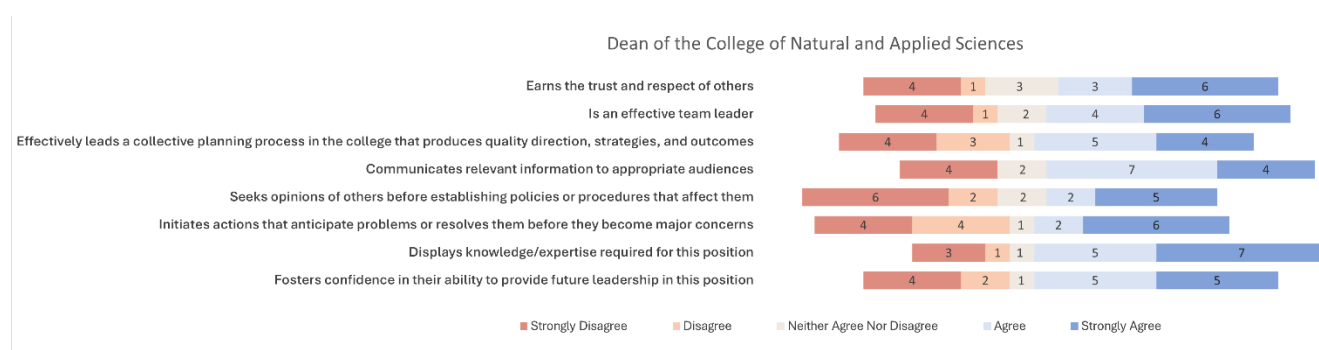 Dean of the College of Natural and Applied Sciences
Earns the trust and respect of others 4 1 3 3 6
Is an effective team leader 4 1 2 4 6
Effectively leads a collective planning process in the college that produces quality direction, strategies, and outcomes 4 3 1 5 4
Communicates relevant information to appropriate audiences 4 2 7 4
Seeks opinions of others before establishing policies or procedures that affect them 6 2 2 2 5
Initiates actions that anticipate problems or resolves them before they become major concerns 4 4 1 2 6
Displays knowledge/expertise required for this position 3 1 1 5 7
Fosters confidence in their ability to provide future leadership in this position 4 2 1 5 5
Strongly Disagree Disagree Neither Agree Nor Disagree Agree Strongly Agree